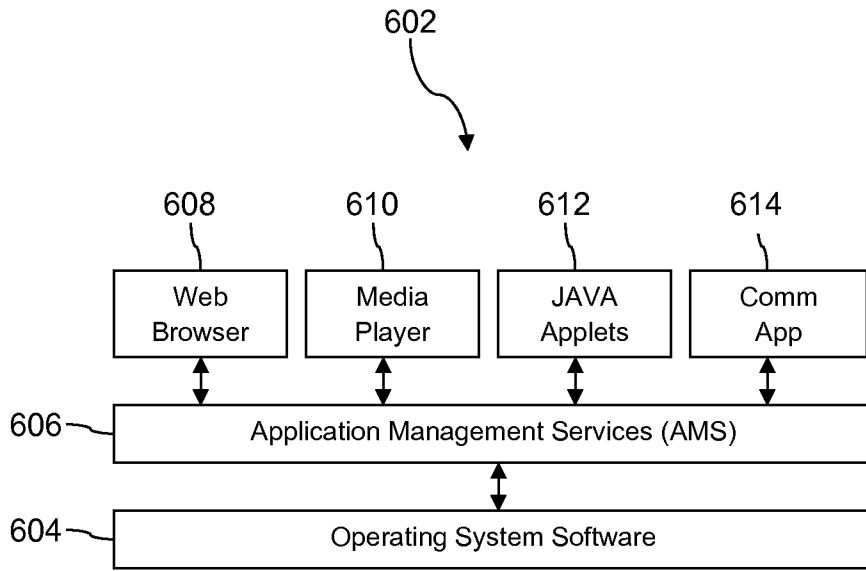 602
608
610
612
614
Web
Browser
Media
Player
JAVA
Applets
Comm
App
606
Application Management Services (AMS)
604
Operating System Software